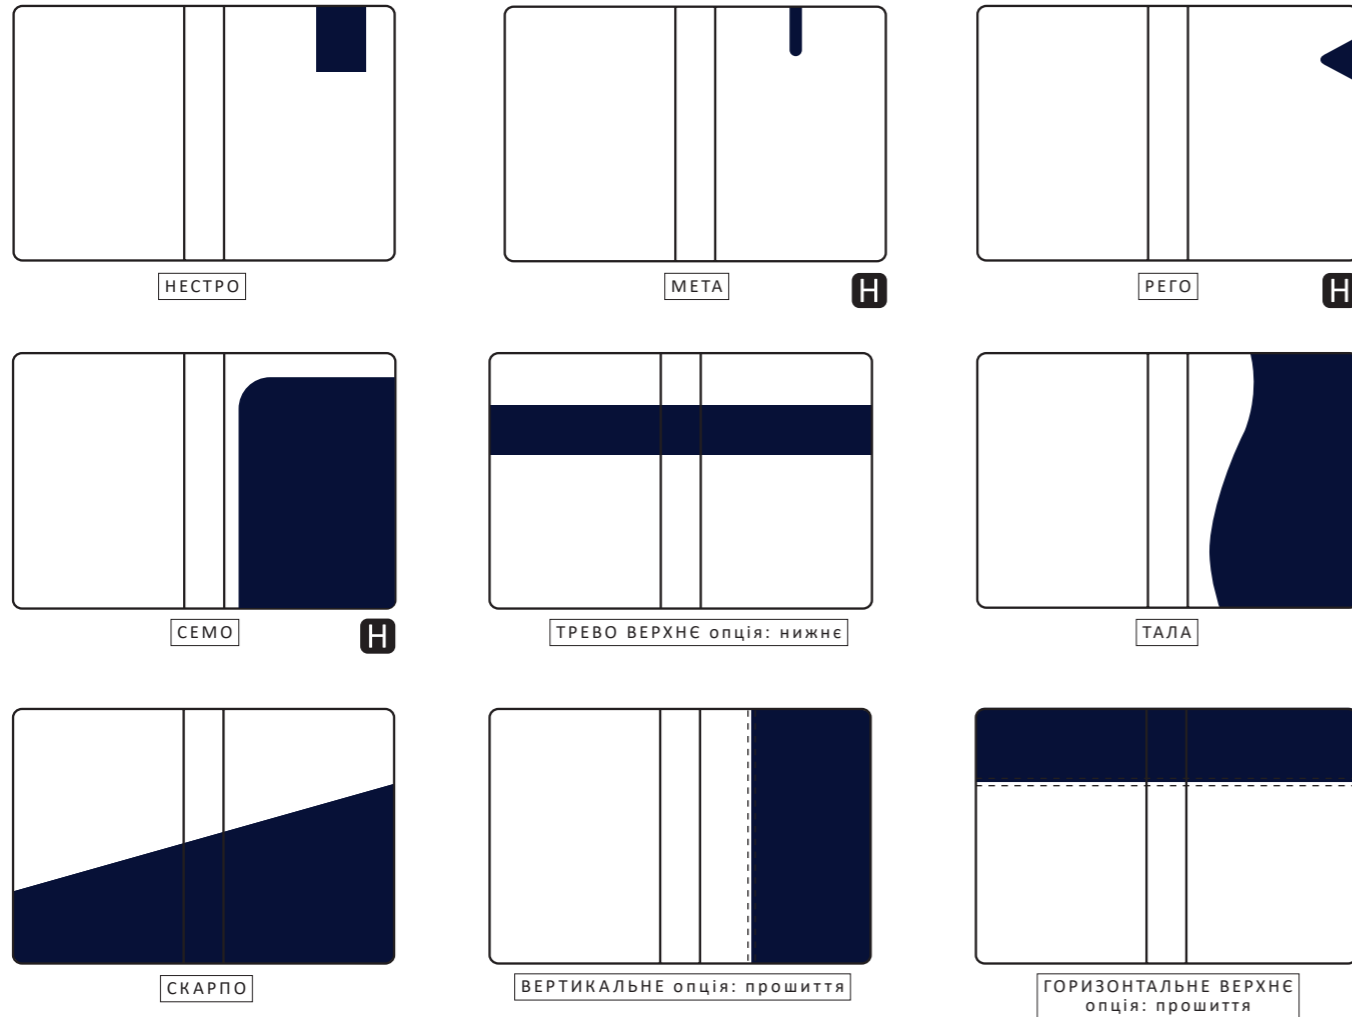 НЕСТРО
МЕТА
H
РЕГО
H
СЕМО
H
ТРЕВО ВЕРХНЄ опція: нижнє
ТАЛА
СКАРПО
ВЕРТИКАЛЬНЕ опція: прошиття
ГОРИЗОНТАЛЬНЕ ВЕРХНЄ
опція: прошиття